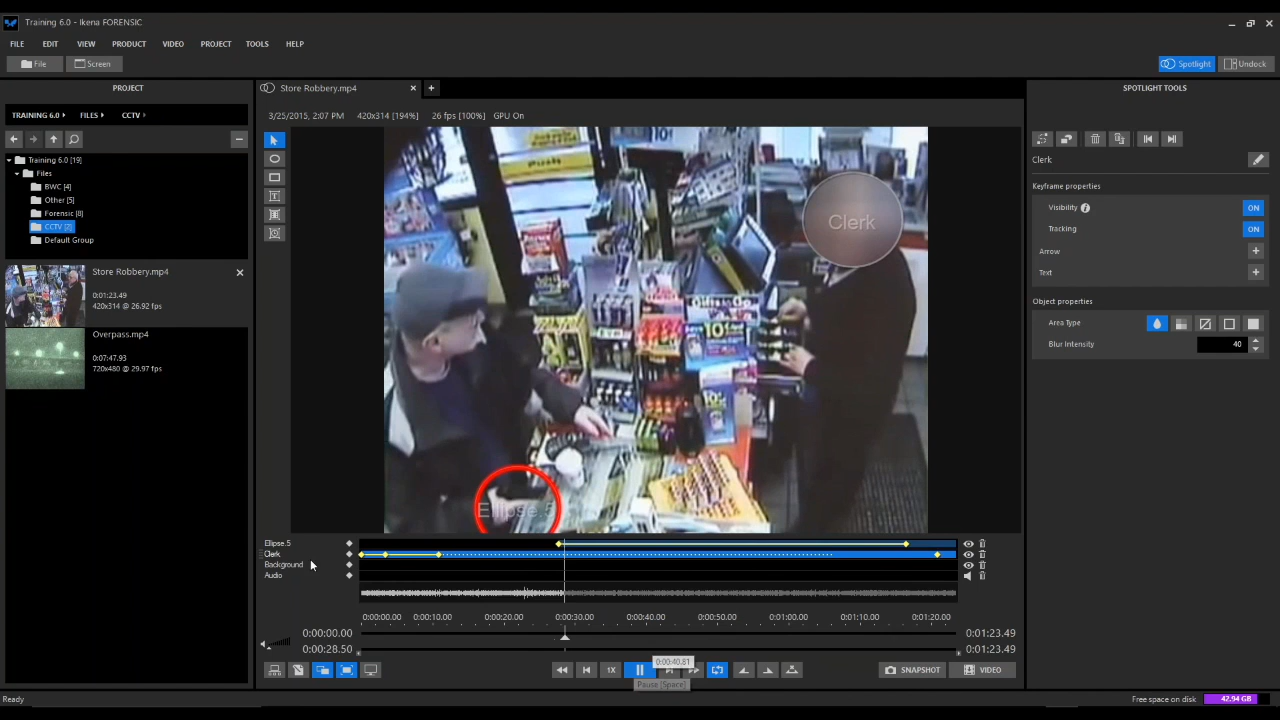 Training 6.0 - Ikena FORENSIC
FILE EDIT VIEW PRODUCT VIDEO PROJECT TOOLS HELP
File Screen Spotlight Undock
PROJECT
Store Robbery.mp4
SPOTLIGHT TOOLS
TRAINING 6.0 FILES CCTV
3/25/2015, 2:07 PM 420x314 [194%] 26 fps [100%] GPU On
Training 6.0 [19]
Files
BWC [4]
Other [5]
Forensic [8]
CCTV [2]
Default Group
Store Robbery.mp4
0:01:23.49
420x314 @ 26.92 fps
Overpass.mp4
0:07:47.93
720x480 @ 29.97 fps
Push
Clerk
Gifts in Op
10
Ellipse.5
Clerk
Keyframe properties
Visibility ON
Tracking ON
Arrow
Text
Object properties
Area Type
Blur Intensity 40
Ellipse.5
Clerk
Background
Audio
0:00:00.00 0:00:10.00 0:00:20.00 0:00:30.00 0:00:40.00 0:00:50.00 0:01:00.00 0:01:10.00 0:01:20.00
0:00:00.00 0:01:23.49
0:00:28.50 0:01:23.49
0:00:40.81
1X SNAPSHOT VIDEO
Pause [Space]
Ready Free space on disk 42.94 GB